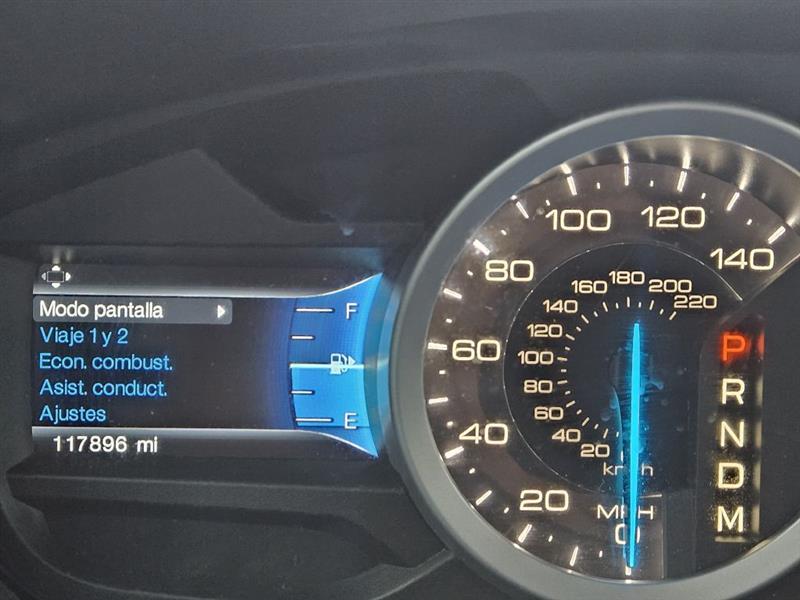 Modo pantalla
Viaje 1 y 2
Econ. combust.
Asist. conduct.
Ajustes
117896 mi
F
E
0
20
40
60
80
100
120
140
MPH
20
40
60
80
100
120
140
160
180
200
220
km/h
P
R
N
D
M